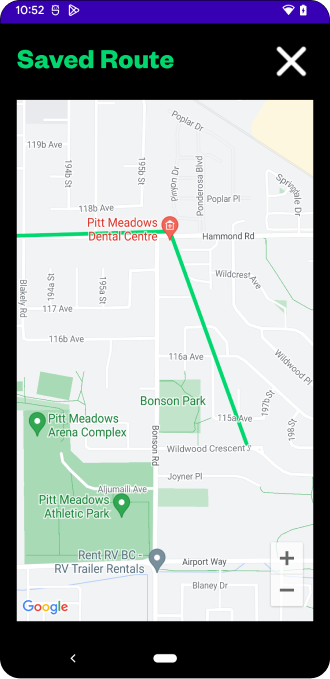 10:52
Saved Route
Poplar Dr
119b Ave
194b St
195b St
Pimlon Dr
Ponderosa Blvd
Springdale Dr
Poplar Pl
118b Ave
Pitt Meadows
Dental Centre
Hammond Rd
Blakely Rd
194a St
195a St
Wildcrest Ave
117 Ave
116b Ave
116a Ave
Wildwood Pl
Bonson Park
197b St
198 St
115a Ave
Pitt Meadows
Arena Complex
Bonson Rd
Wildwood Crescent
Joyner Pl
Aljumaili Ave
Pitt Meadows
Athletic Park
Rent RV BC -
RV Trailer Rentals
Airport Way
+
Blaney Dr
−
Google